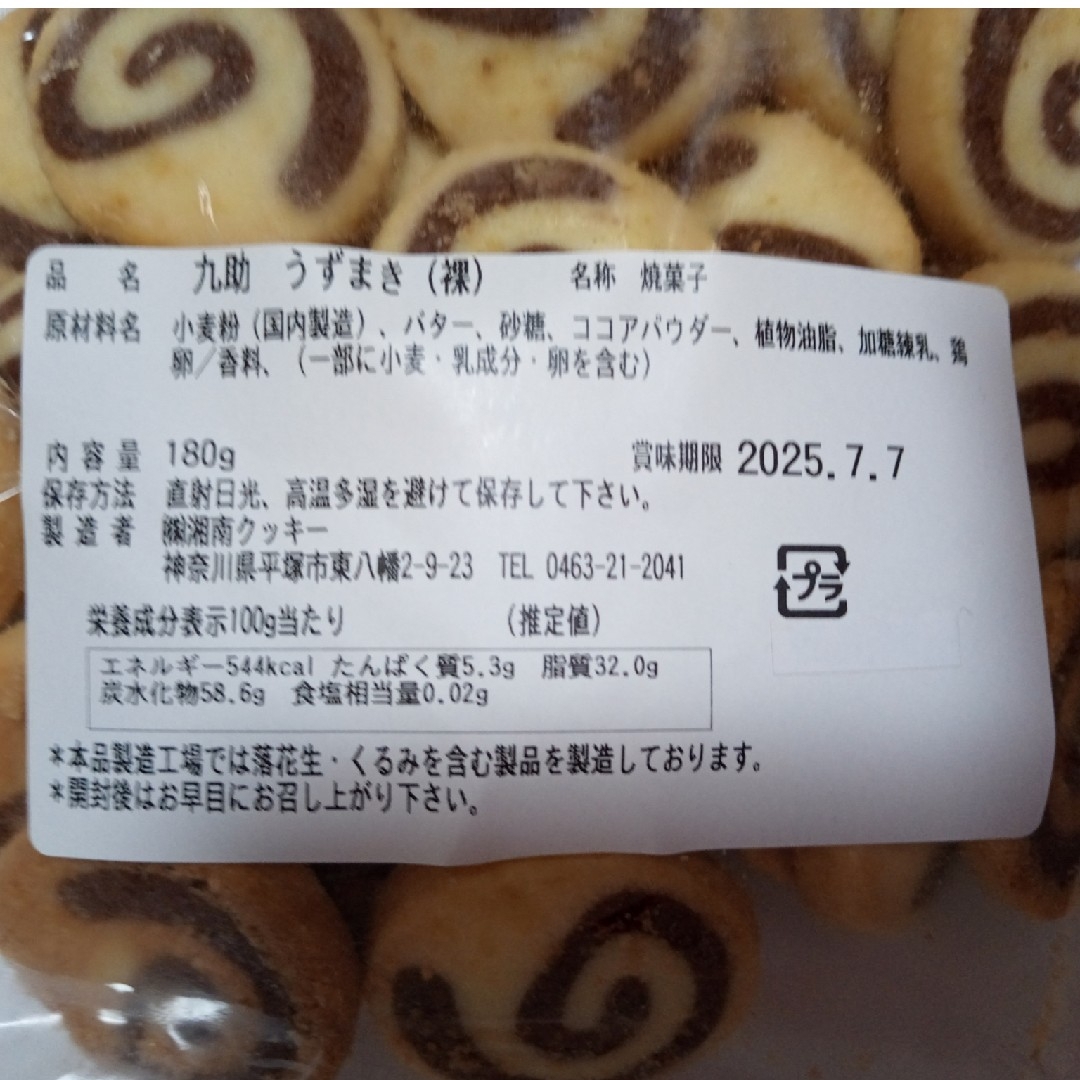 品名 九助 うずまき（裸） 名称 焼菓子
原材料名 小麦粉（国内製造）、バター、砂糖、ココアパウダー、植物油脂、加糖練乳、鶏
卵／香料、（一部に小麦・乳成分・卵を含む）
内容量 180g 賞味期限 2025.7.7
保存方法 直射日光、高温多湿を避けて保存して下さい。
製造者 ㈱湘南クッキー
神奈川県平塚市東八幡2-9-23 TEL 0463-21-2041
プラ
栄養成分表示100g当たり （推定値）
エネルギー544kcal たんぱく質5.3g 脂質32.0g
炭水化物58.6g 食塩相当量0.02g
*本品製造工場では落花生・くるみを含む製品を製造しております。
*開封後はお早目にお召し上がり下さい。